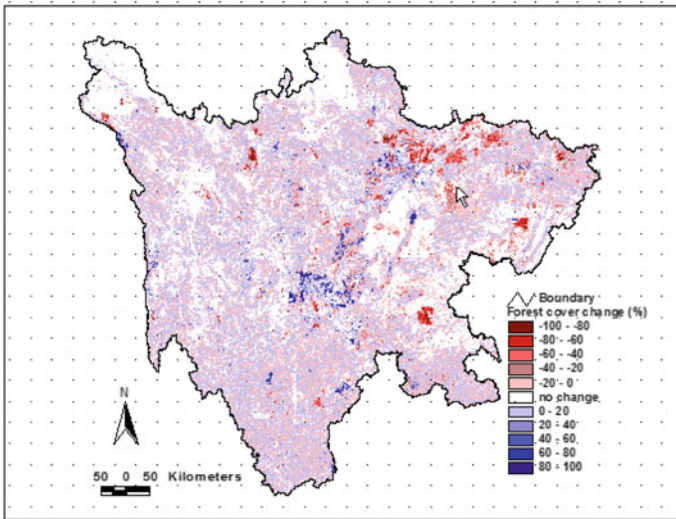 Boundary
Forest cover change (%)
-100 - -80
-80 - -60
-60 - -40
-40 - -20
-20 - 0
no change
0 - 20
20 - 40
40 - 60
60 - 80
80 - 100
N
50 0 50 Kilometers